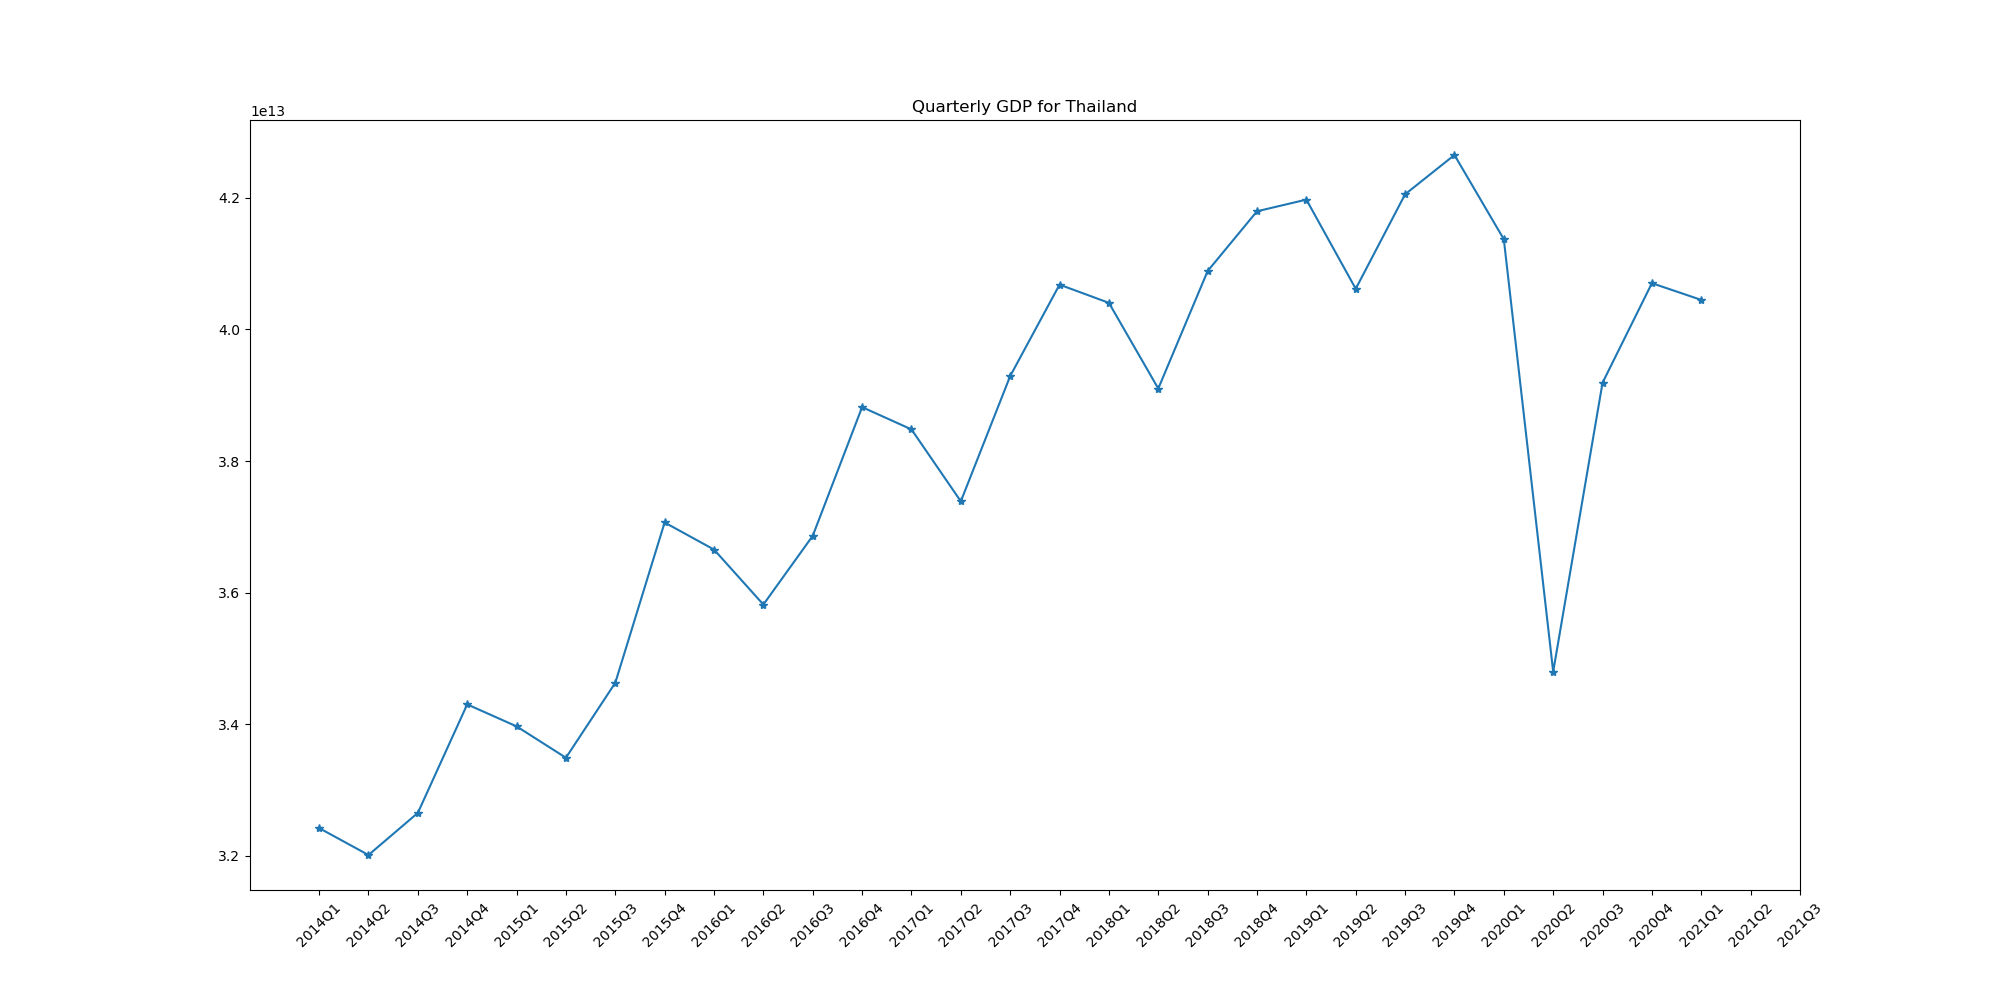 Quarterly GDP for Thailand
1e13
4.2
4.0
3.8
3.6
3.4
3.2
2014Q1
2014Q2
2014Q3
2014Q4
2015Q1
2015Q2
2015Q3
2015Q4
2016Q1
2016Q2
2016Q3
2016Q4
2017Q1
2017Q2
2017Q3
2017Q4
2018Q1
2018Q2
2018Q3
2018Q4
2019Q1
2019Q2
2019Q3
2019Q4
2020Q1
2020Q2
2020Q3
2020Q4
2021Q1
2021Q2
2021Q3